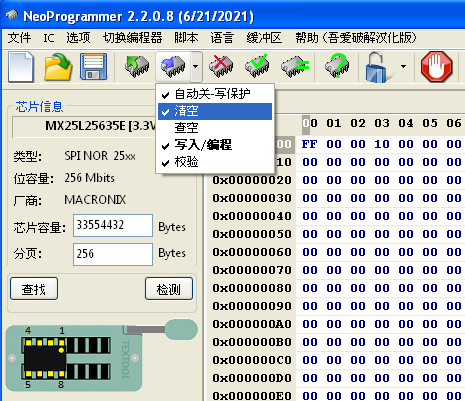 NeoProgrammer 2.2.0.8 (6/21/2021)
文件 IC 选项 切换编程器 脚本 语言 缓冲区 帮助 (吾爱破解汉化版)
自动关-写保护
清空
查空
写入/编程
校验
芯片信息
MX25L25635E [3.3V
类型: SPI NOR 25xx
位容量: 256 Mbits
厂商: MACRONIX
芯片容量: 33554432 Bytes
分页: 256 Bytes
查找 检测
4 1
5 8
TEXTOOL
00 01 02 03 04 05 06
00 FF 00 00 10 00 00 00
10 00 00 00 00 00 00 00
0x00000020 00 00 00 00 00 00 00
0x00000030 00 00 00 00 00 00 00
0x00000040 00 00 00 00 00 00 00
0x00000050 00 00 00 00 00 00 00
0x00000060 00 00 00 00 00 00 00
0x00000070 00 00 00 00 00 00 00
0x00000080 00 00 00 00 00 00 00
0x00000090 00 00 00 00 00 00 00
0x000000A0 00 00 00 00 00 00 00
0x000000B0 00 00 00 00 00 00 00
0x000000C0 00 00 00 00 00 00 00
0x000000D0 00 00 00 00 00 00 00
0x000000E0 00 00 00 00 00 00 00